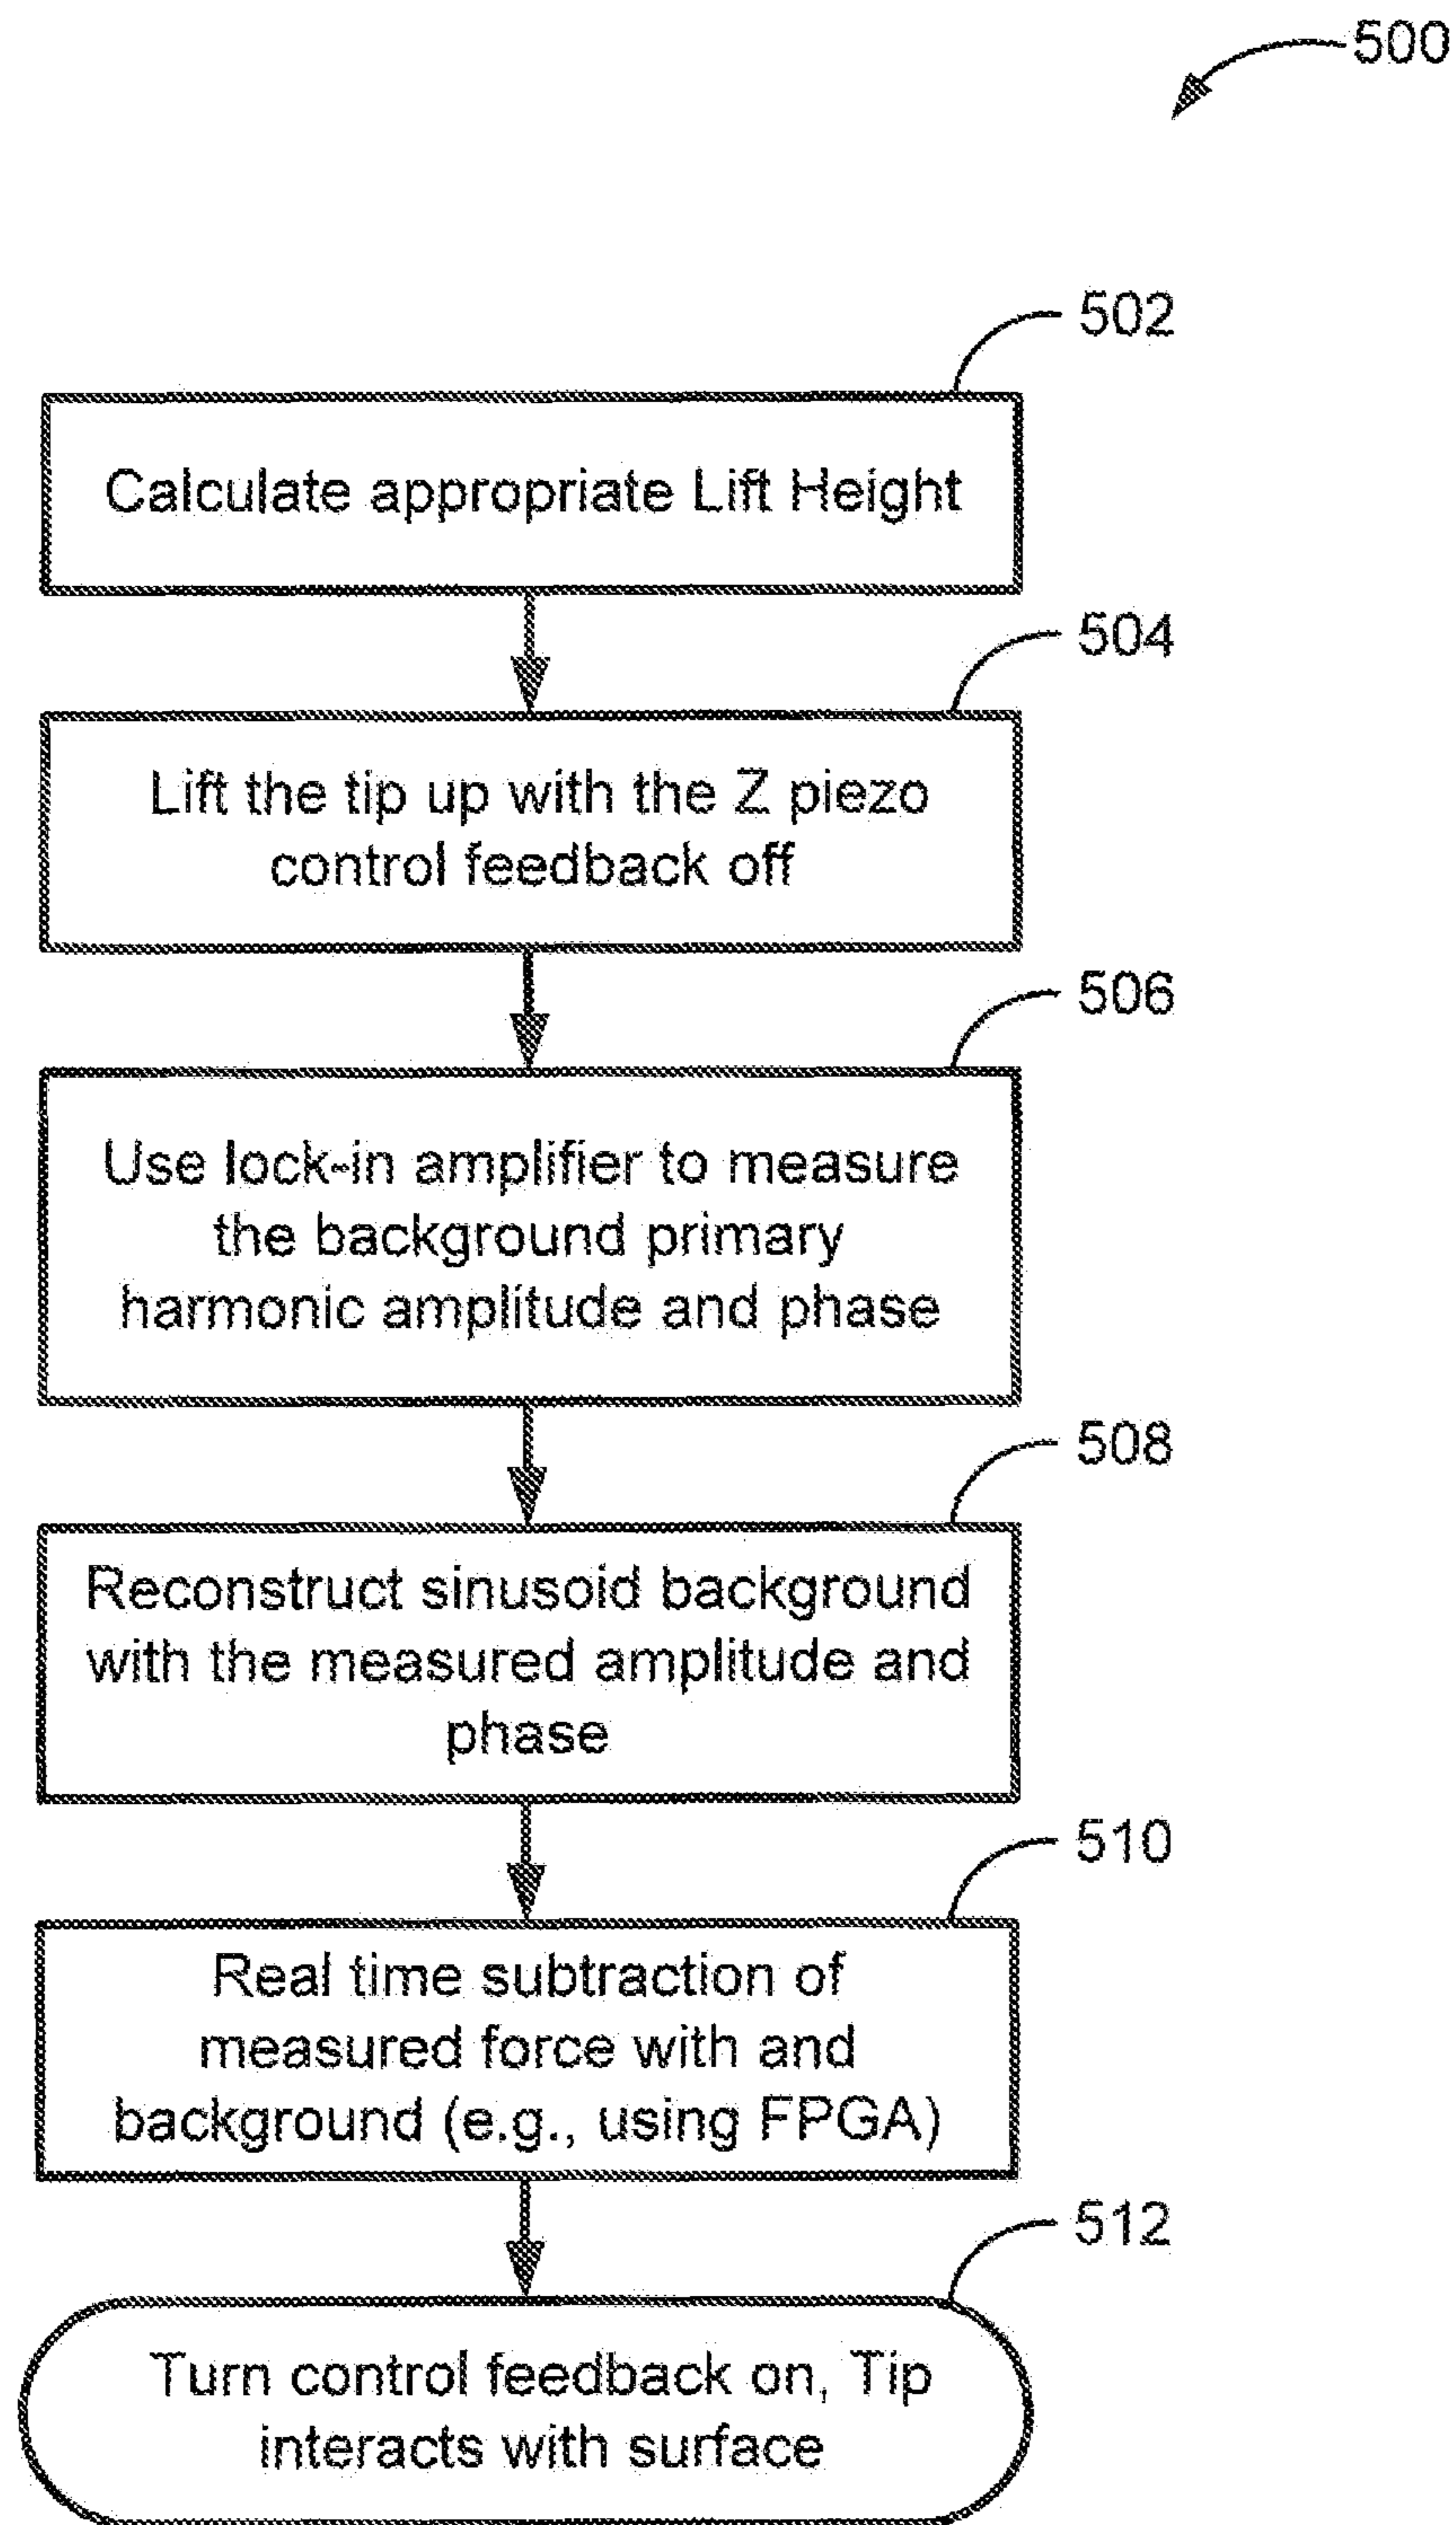 500
502
Calculate appropriate Lift Height
504
Lift the tip up with the Z piezo
control feedback off
506
Use lock-in amplifier to measure
the background primary
harmonic amplitude and phase
508
Reconstruct sinusoid background
with the measured amplitude and
phase
510
Real time subtraction of
measured force with and
background (e.g., using FPGA)
512
Turn control feedback on, Tip
interacts with surface